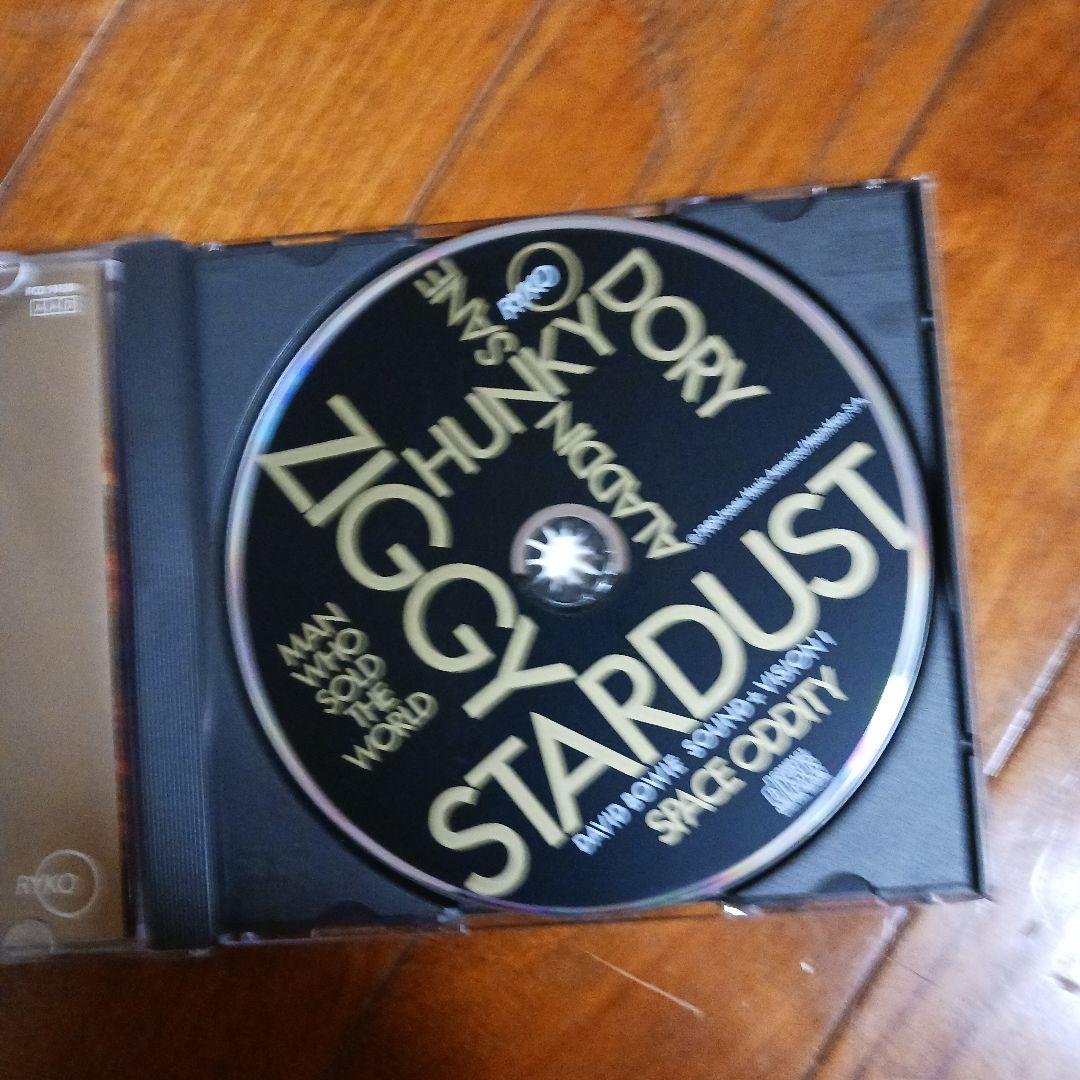 AAD
RYKO
RYKO
HUNKY DORY
ALADDIN SANE
ZIGGY
STARDUST
MAN
WHO
SOLD
THE
WORLD
DAVID BOWIE SOUND + VISION I
SPACE ODDITY